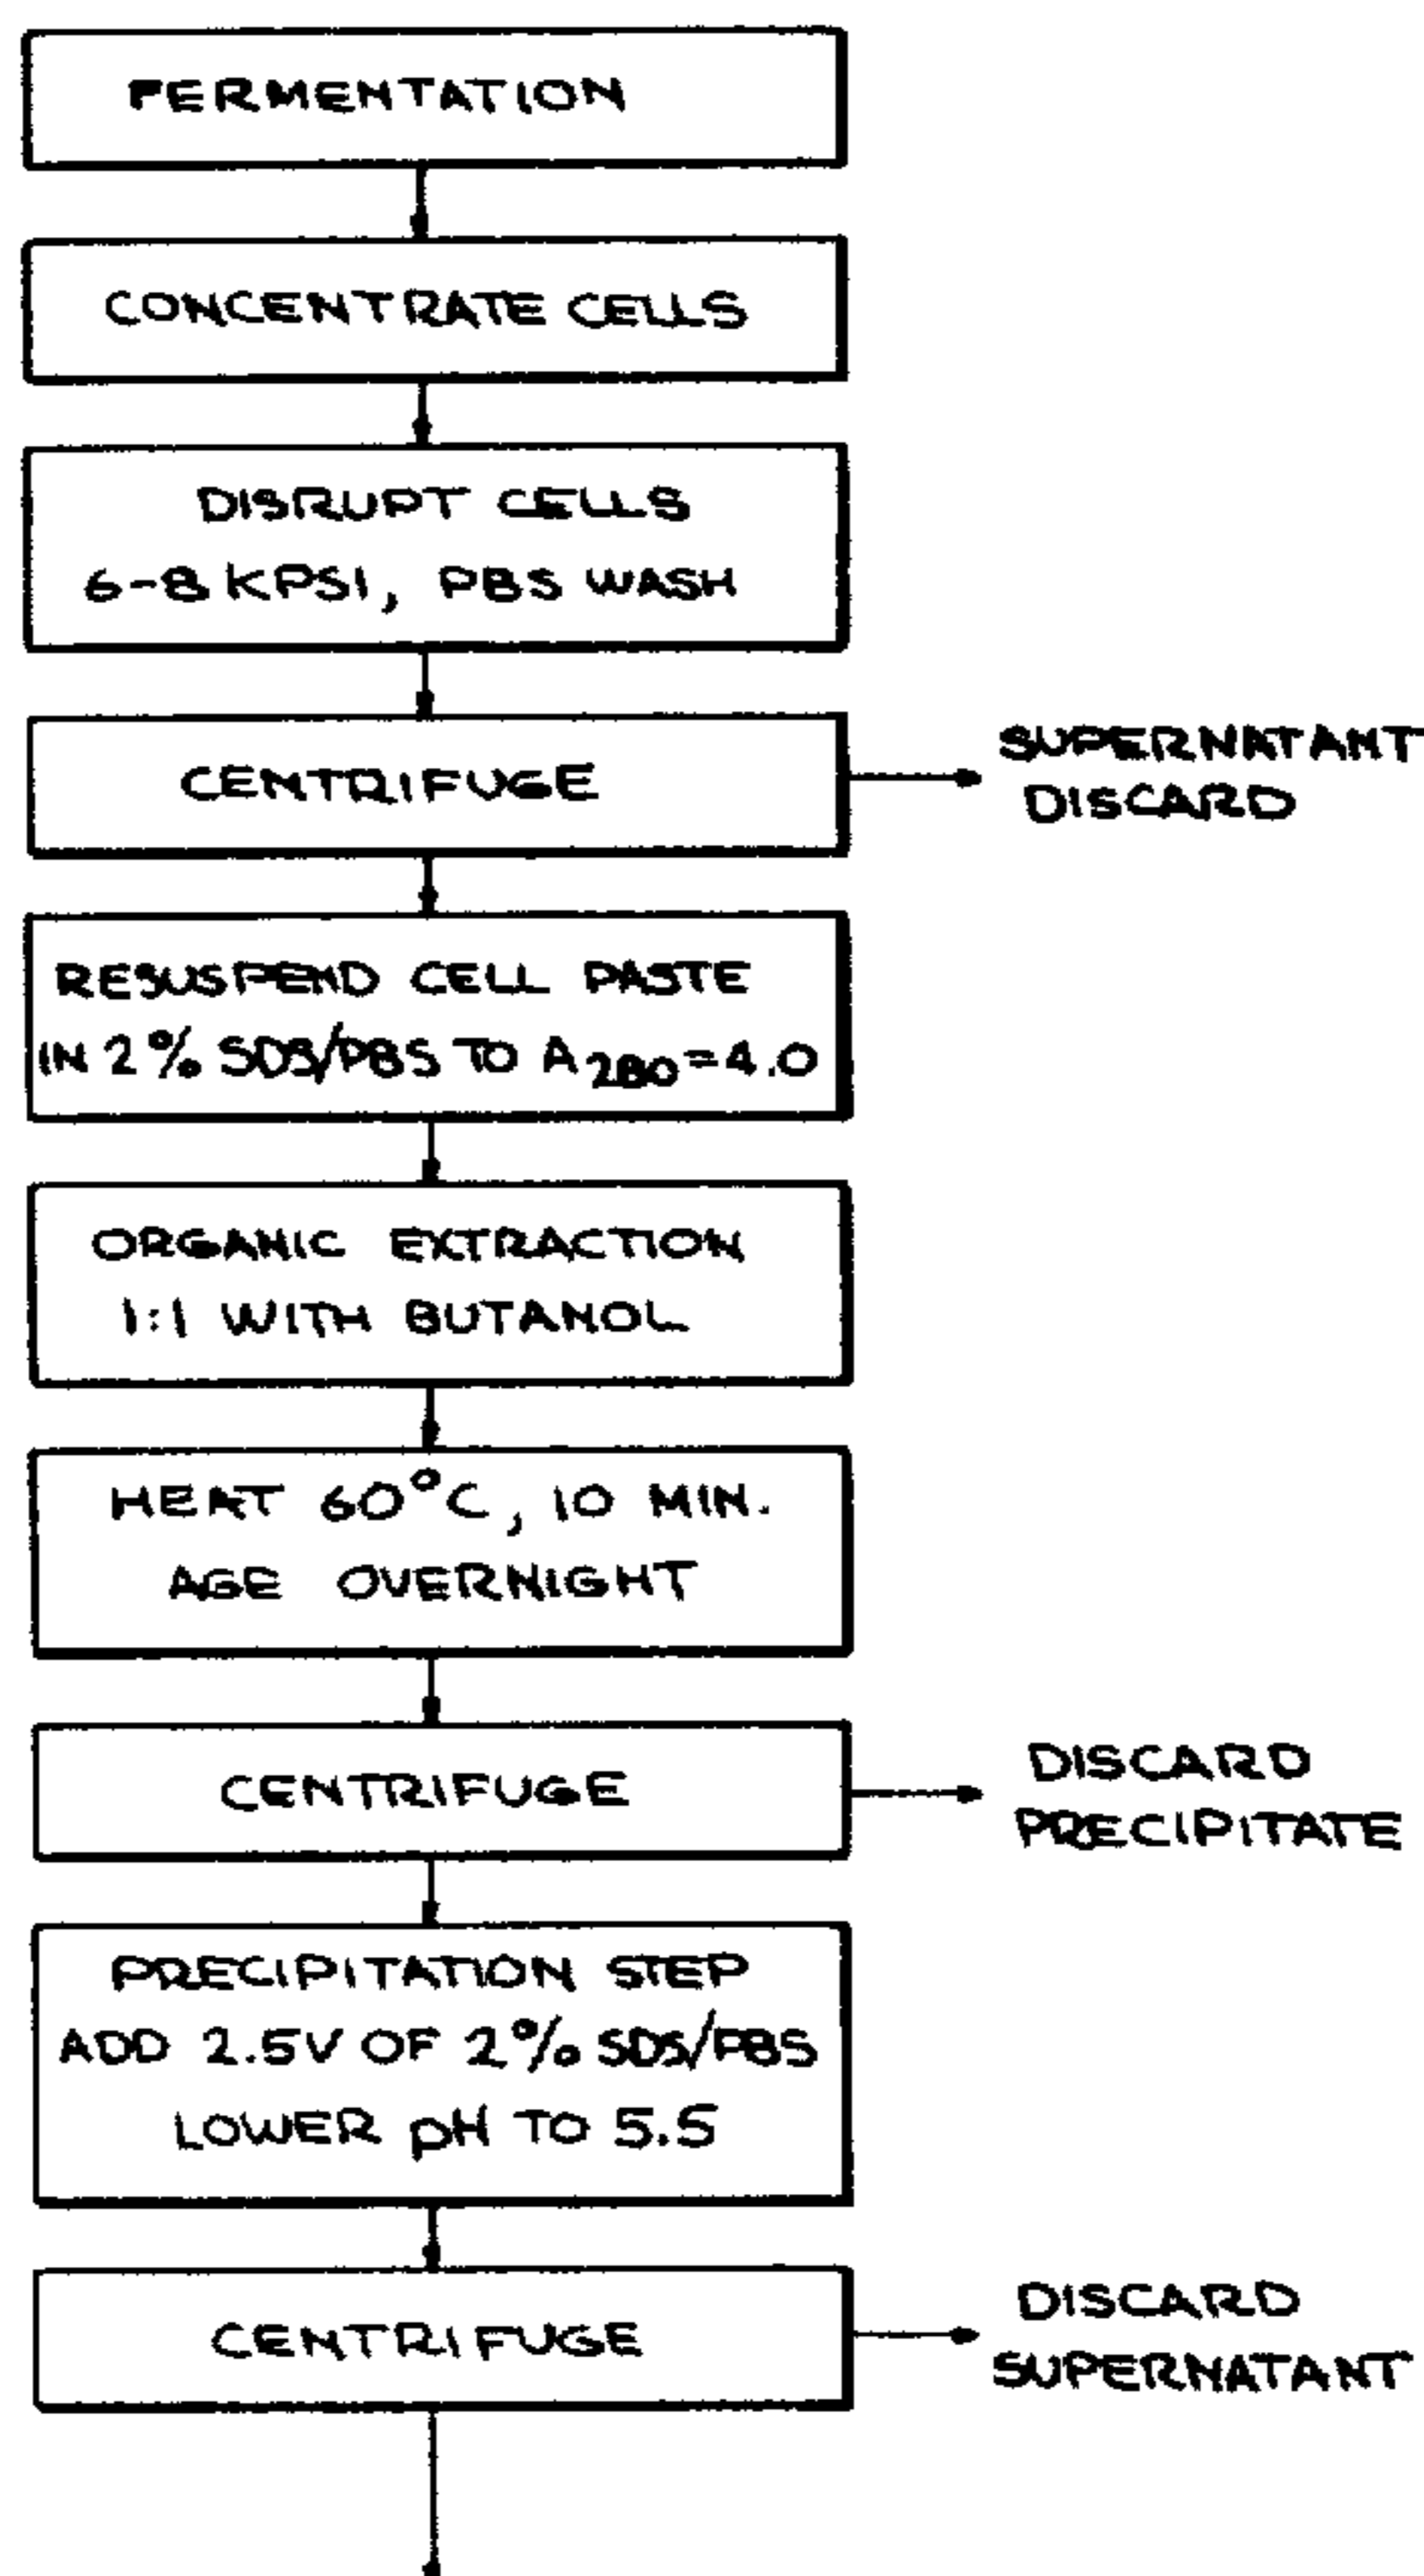 FERMENTATION
CONCENTRATE CELLS
DISRUPT CELLS
6-8 KPSI, PBS WASH
CENTRIFUGE
SUPERNATANT
DISCARD
RESUSPEND CELL PASTE
IN 2% SDS/PBS TO A280=4.0
ORGANIC EXTRACTION
1:1 WITH BUTANOL
HEAT 60°C, 10 MIN.
AGE OVERNIGHT
CENTRIFUGE
DISCARD
PRECIPITATE
PRECIPITATION STEP
ADD 2.5V OF 2% SDS/PBS
LOWER pH TO 5.5
CENTRIFUGE
DISCARD
SUPERNATANT